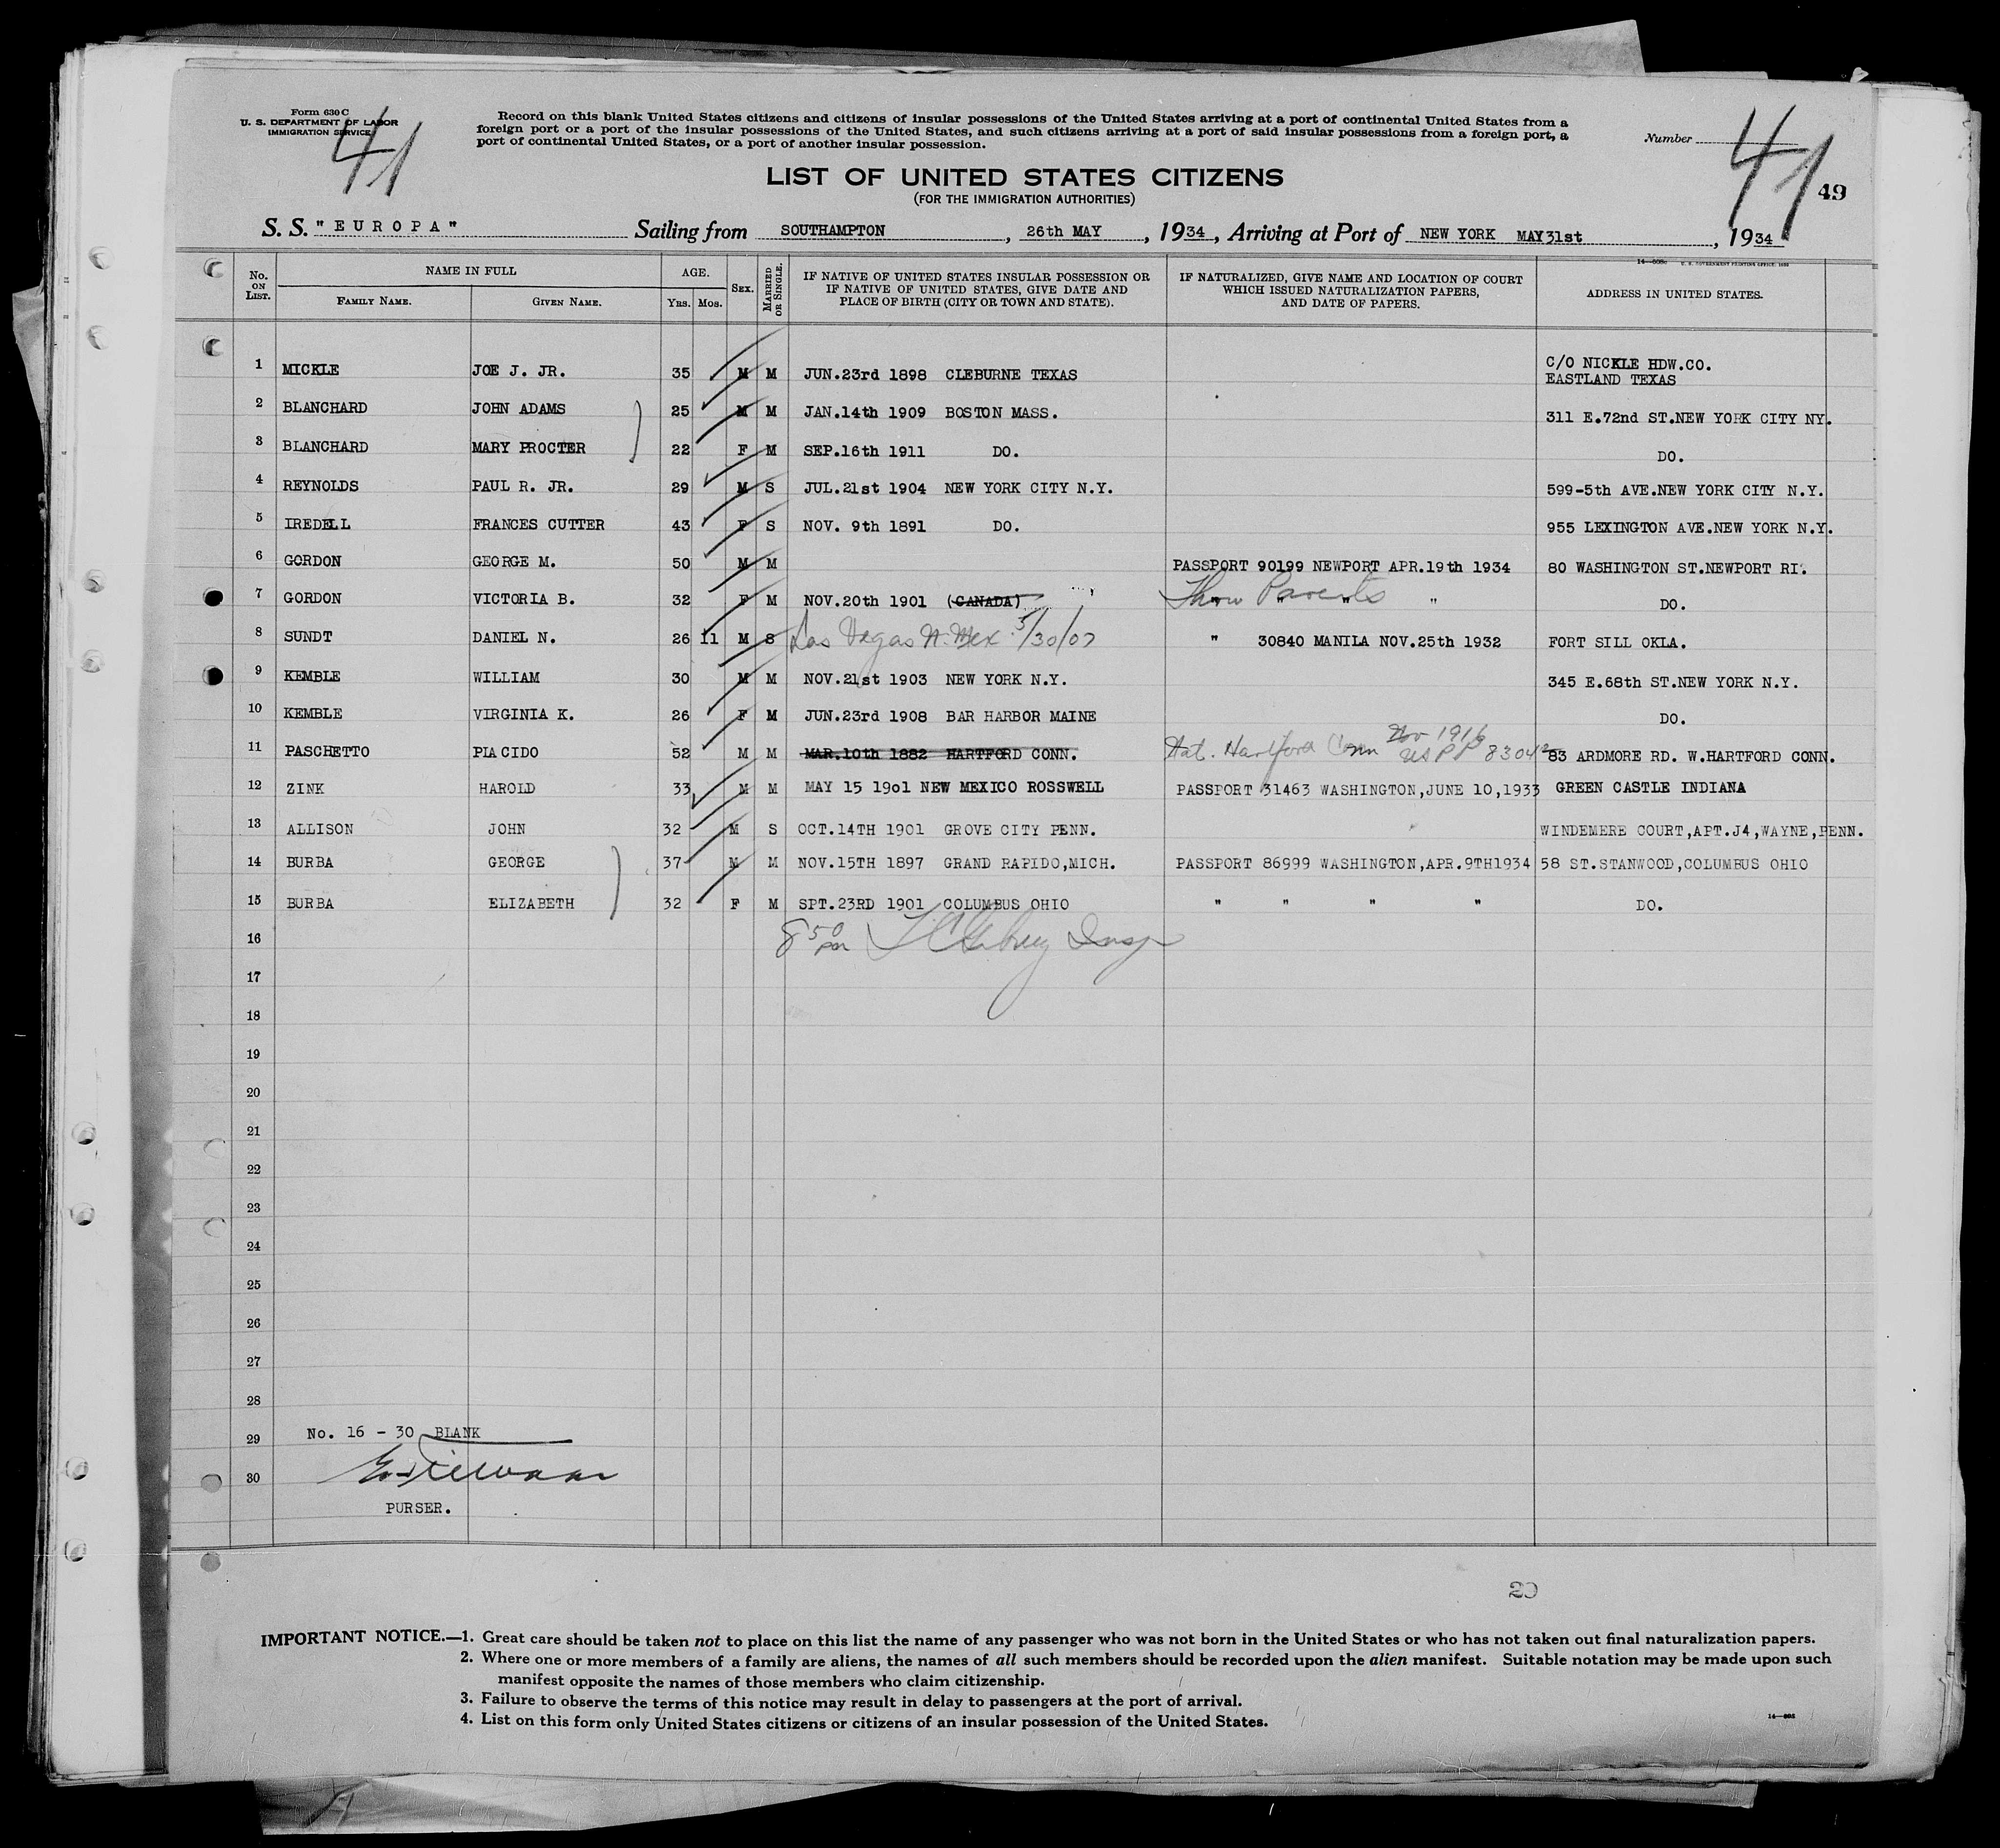 Form 630 C
U. S. DEPARTMENT OF LABOR
IMMIGRATION SERVICE
41
Record on this blank United States citizens and citizens of insular possessions of the United States arriving at a port of continental United States from a
foreign port or a port of the insular possessions of the United States, and such citizens arriving at a port of said insular possessions from a foreign port, a
port of continental United States, or a port of another insular possession.
Number
41
49
LIST OF UNITED STATES CITIZENS
(FOR THE IMMIGRATION AUTHORITIES)
S. S. "EUROPA" Sailing from SOUTHAMPTON, 26th MAY, 1934, Arriving at Port of NEW YORK MAY 31st, 1934
No. ON LIST. NAME IN FULL FAMILY NAME. GIVEN NAME. AGE. YRS. MOS. SEX. MARRIED OR SINGLE. IF NATIVE OF UNITED STATES INSULAR POSSESSION OR IF NATIVE OF UNITED STATES, GIVE DATE AND PLACE OF BIRTH (CITY OR TOWN AND STATE). IF NATURALIZED, GIVE NAME AND LOCATION OF COURT WHICH ISSUED NATURALIZATION PAPERS, AND DATE OF PAPERS. ADDRESS IN UNITED STATES.
1 MICKLE JOE J. JR. 35 M M JUN.23rd 1898 CLEBURNE TEXAS C/O NICKLE HDW.CO. EASTLAND TEXAS
2 BLANCHARD JOHN ADAMS 25 M M JAN.14th 1909 BOSTON MASS. 311 E.72nd ST.NEW YORK CITY NY.
3 BLANCHARD MARY PROCTER 22 F M SEP.16th 1911 DO. DO.
4 REYNOLDS PAUL R. JR. 29 M S JUL.21st 1904 NEW YORK CITY N.Y. 599-5th AVE.NEW YORK CITY N.Y.
5 IREDELL FRANCES CUTTER 43 F S NOV. 9th 1891 DO. 955 LEXINGTON AVE.NEW YORK N.Y.
6 GORDON GEORGE M. 50 M M PASSPORT 90199 NEWPORT APR.19th 1934 80 WASHINGTON ST.NEWPORT RI.
7 GORDON VICTORIA B. 32 F M NOV.20th 1901 (CANADA) " " " " Thru Parents DO.
8 SUNDT DANIEL N. 26 11 M S Las Vegas N. Mex. 5/30/07 " 30840 MANILA NOV.25th 1932 FORT SILL OKLA.
9 KEMBLE WILLIAM 30 M M NOV.21st 1903 NEW YORK N.Y. 345 E.68th ST.NEW YORK N.Y.
10 KEMBLE VIRGINIA K. 26 F M JUN.23rd 1908 BAR HARBOR MAINE DO.
11 PASCHETTO PLACIDO 52 M M MAR.10th 1882 HARTFORD CONN. Nat. Hartford Conn Nov 1916 US PP 83042 83 ARDMORE RD. W.HARTFORD CONN.
12 ZINK HAROLD 33 M M MAY 15 19o1 NEW MEXICO ROSSWELL PASSPORT 31463 WASHINGTON,JUNE 10,1933 GREEN CASTLE INDIANA
13 ALLISON JOHN 32 M S OCT.14TH 1901 GROVE CITY PENN. WINDEMERE COURT,APT.J4,WAYNE,PENN.
14 BURBA GEORGE 37 M M NOV.15TH 1897 GRAND RAPIDO,MICH. PASSPORT 86999 WASHINGTON,APR.9TH1934 58 ST.STANWOOD,COLUMBUS OHIO
15 BURBA ELIZABETH 32 F M SPT.23RD 1901 COLUMBUS OHIO " " " " DO.
16 8 50 pm Insp
17
18
19
20
21
22
23
24
25
26
27
28
29 No. 16 - 30 BLANK
30
PURSER.
20
IMPORTANT NOTICE.—1. Great care should be taken not to place on this list the name of any passenger who was not born in the United States or who has not taken out final naturalization papers.
2. Where one or more members of a family are aliens, the names of all such members should be recorded upon the alien manifest. Suitable notation may be made upon such
manifest opposite the names of those members who claim citizenship.
3. Failure to observe the terms of this notice may result in delay to passengers at the port of arrival.
4. List on this form only United States citizens or citizens of an insular possession of the United States.